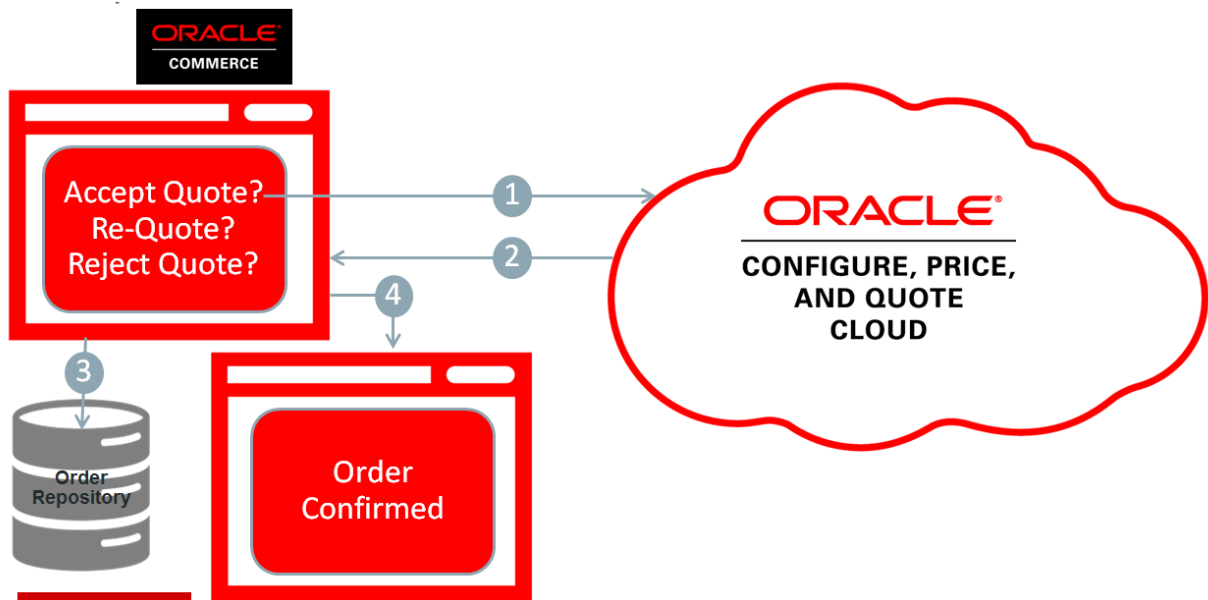 ORACLE®
COMMERCE
Accept Quote?
Re-Quote?
Reject Quote?
1
2
4
3
ORACLE®
CONFIGURE, PRICE,
AND QUOTE
CLOUD
Order
Repository
Order
Confirmed